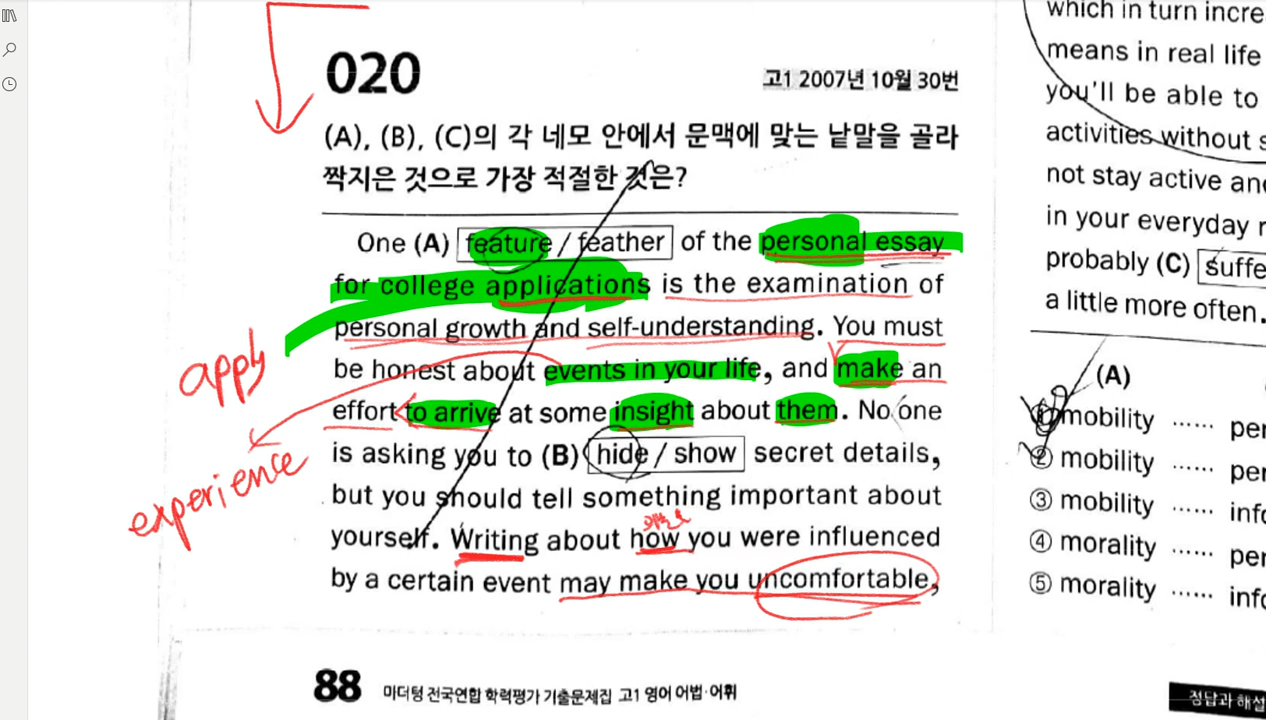 020
고1 2007년 10월 30번
(A), (B), (C)의 각 네모 안에서 문맥에 맞는 낱말을 골라
짝지은 것으로 가장 적절한 것은?
One (A) feature / feather of the personal essay
for college applications is the examination of
personal growth and self-understanding. You must
be honest about events in your life, and make an
effort to arrive at some insight about them. No one
is asking you to (B) hide / show secret details,
but you should tell something important about
yourself. Writing about how you were influenced
by a certain event may make you uncomfortable,
apply
experience
88 마더텅 전국연합 학력평가 기출문제집 고1 영어 어법·어휘
which in turn incre
means in real life
you'll be able to
activities without s
not stay active and
in your everyday r
probably (C) suffe
a little more often.
(A)
① mobility ...... per
② mobility ...... per
③ mobility ...... info
④ morality ...... per
⑤ morality ...... info
정답과 해설